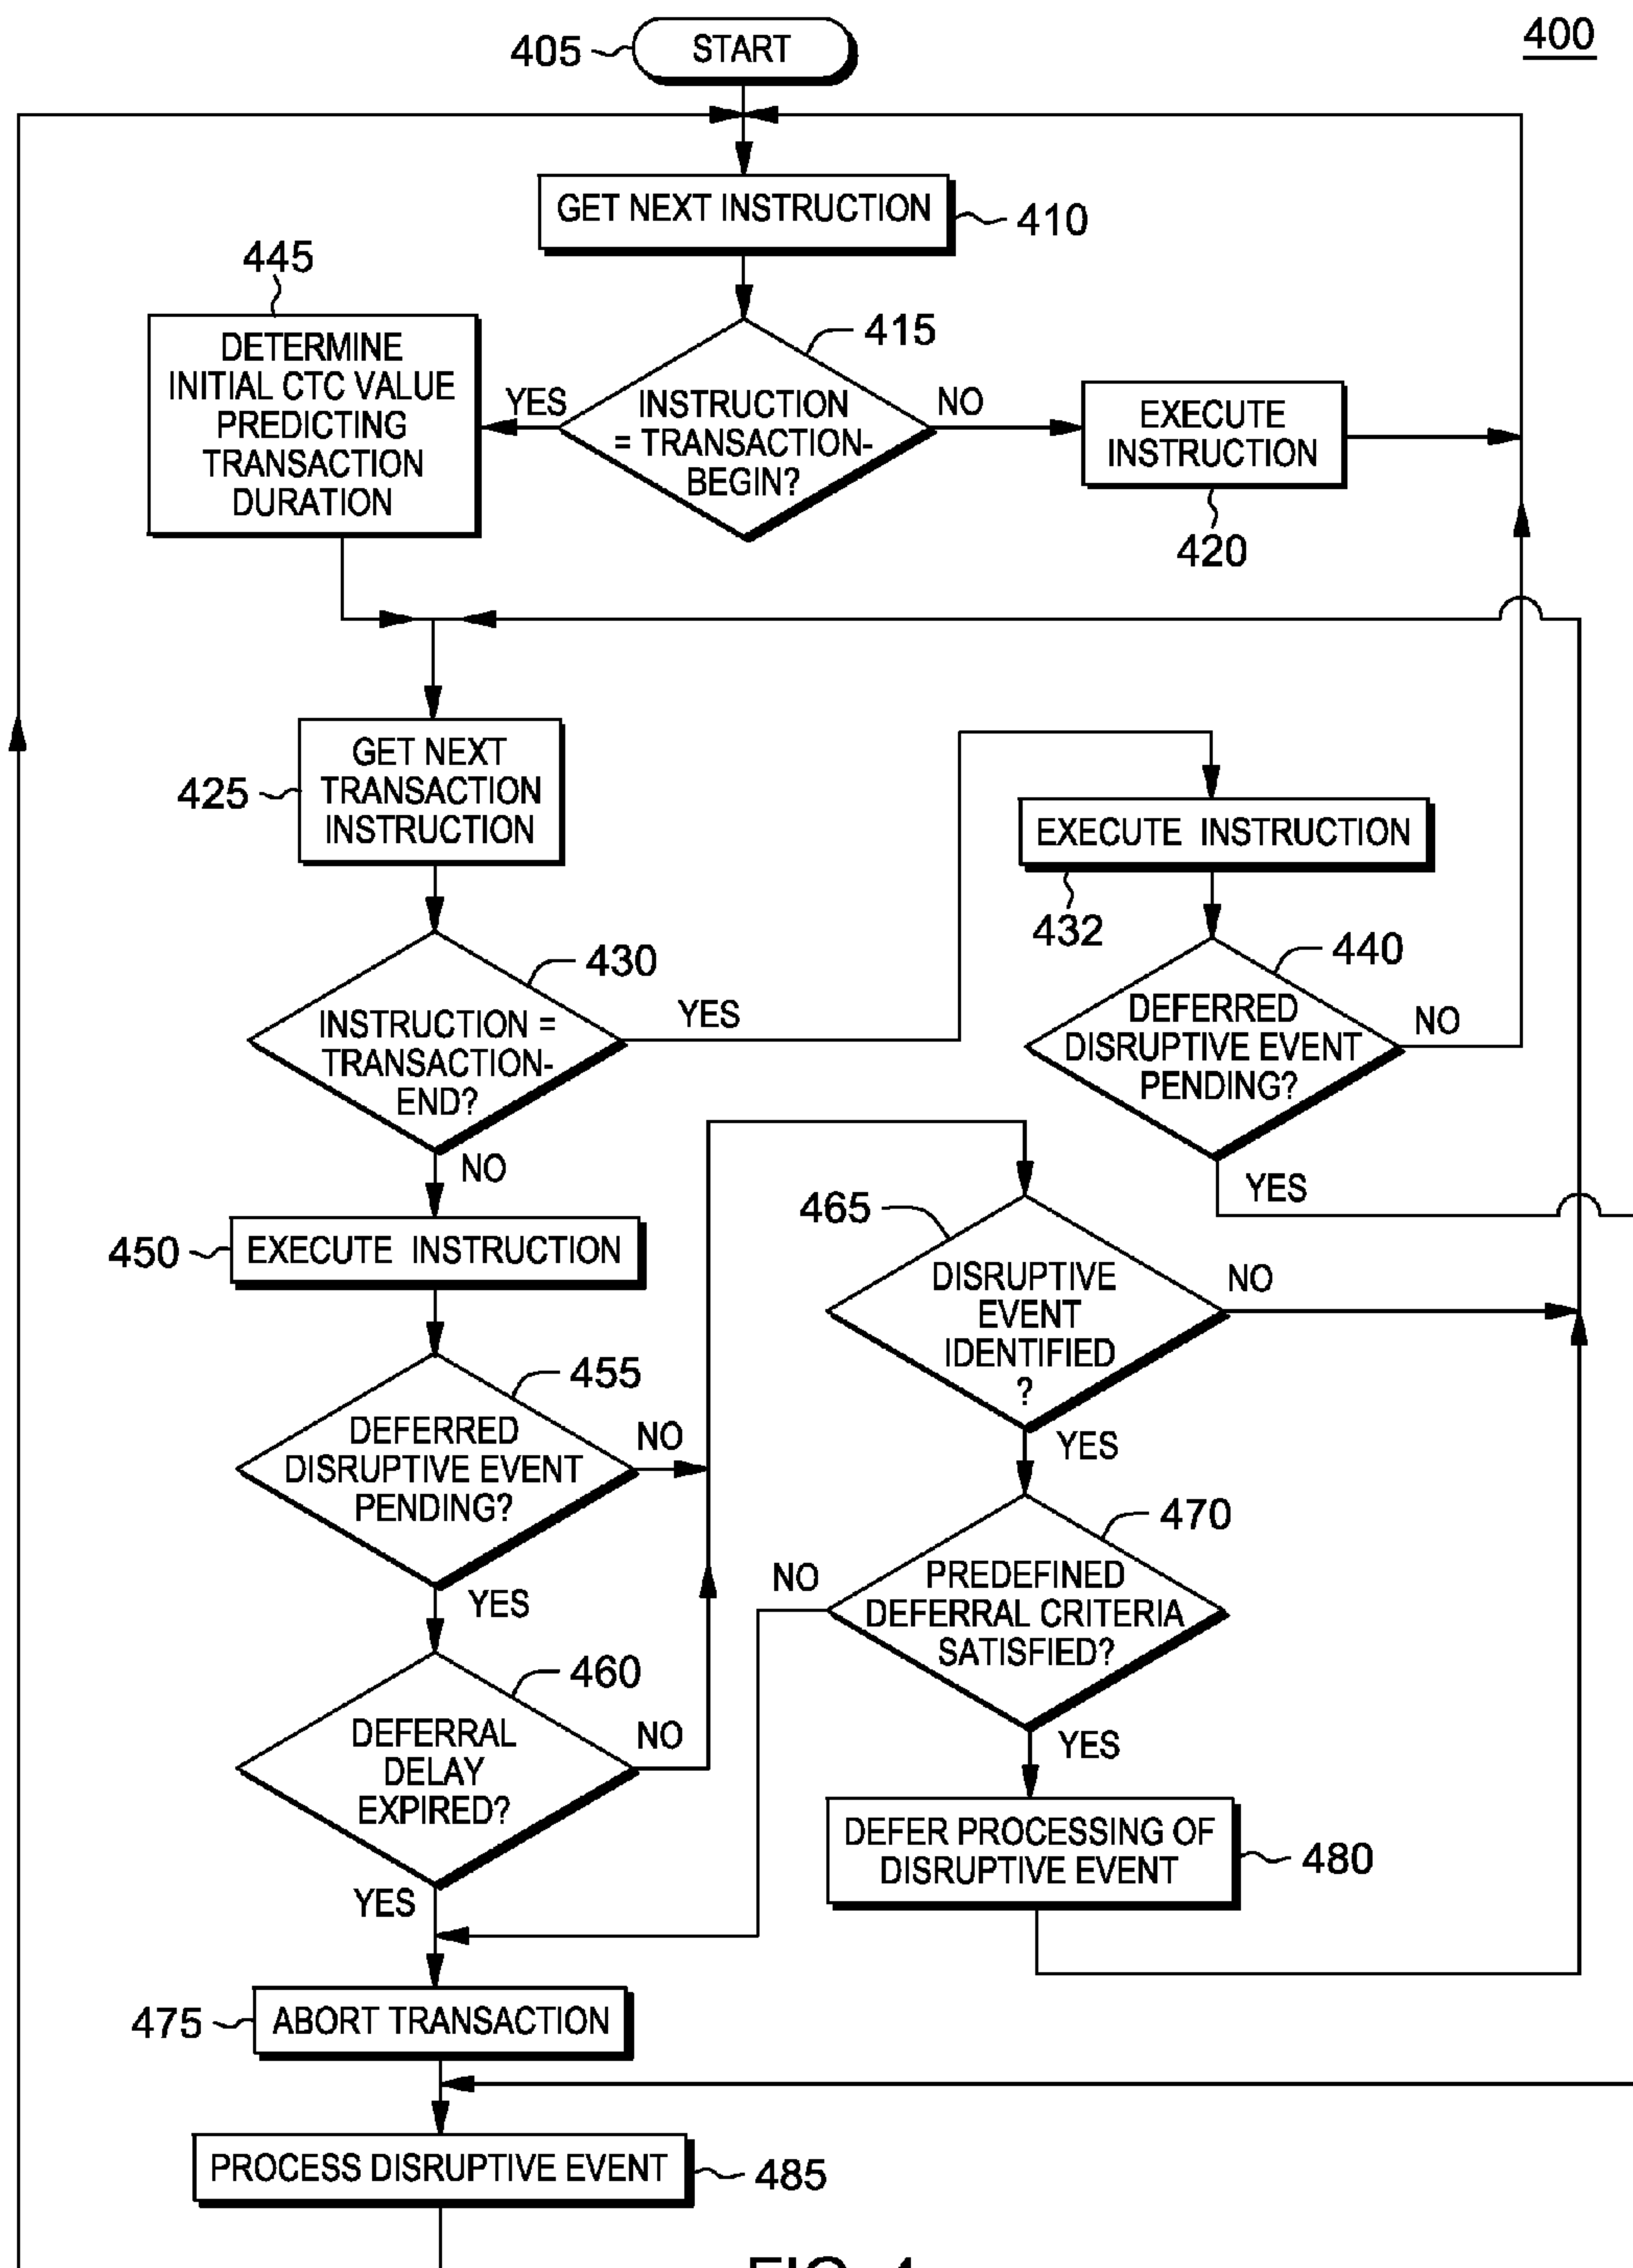 400
405
START
GET NEXT INSTRUCTION
410
445
DETERMINE
INITIAL CTC VALUE
PREDICTING
TRANSACTION
DURATION
415
YES
INSTRUCTION
= TRANSACTION-
BEGIN?
NO
EXECUTE
INSTRUCTION
420
425
GET NEXT
TRANSACTION
INSTRUCTION
EXECUTE INSTRUCTION
432
430
INSTRUCTION =
TRANSACTION-
END?
YES
NO
440
DEFERRED
DISRUPTIVE EVENT
PENDING?
NO
YES
450
EXECUTE INSTRUCTION
465
DISRUPTIVE
EVENT
IDENTIFIED
?
NO
YES
455
DEFERRED
DISRUPTIVE EVENT
PENDING?
NO
YES
470
PREDEFINED
DEFERRAL CRITERIA
SATISFIED?
NO
YES
460
DEFERRAL
DELAY
EXPIRED?
NO
YES
DEFER PROCESSING OF
DISRUPTIVE EVENT
480
475
ABORT TRANSACTION
PROCESS DISRUPTIVE EVENT
485